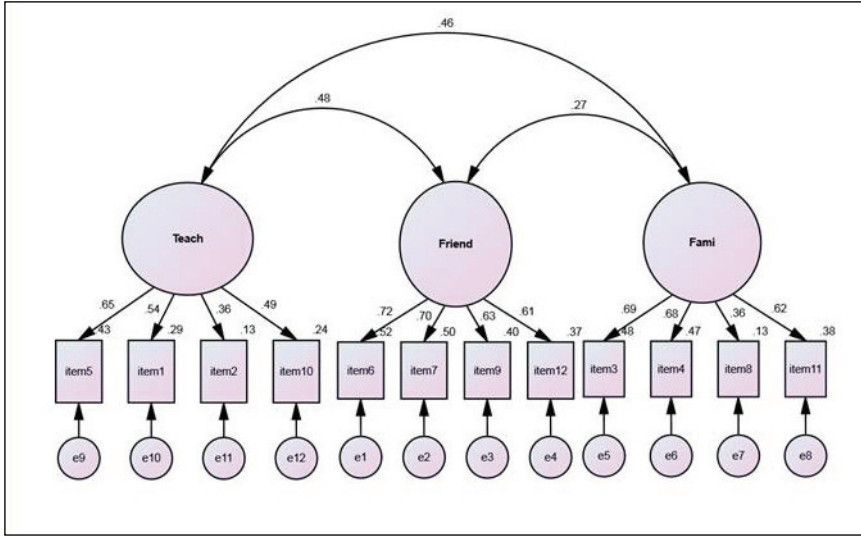 .46
.48
.27
Teach
Friend
Fami
.65
.54
.36
.49
.72
.70
.63
.61
.69
.68
.36
.62
.43
.29
.13
.24
.52
.50
.40
.37
.48
.47
.13
.38
item5
item1
item2
item10
item6
item7
item9
item12
item3
item4
item8
item11
e9
e10
e11
e12
e1
e2
e3
e4
e5
e6
e7
e8